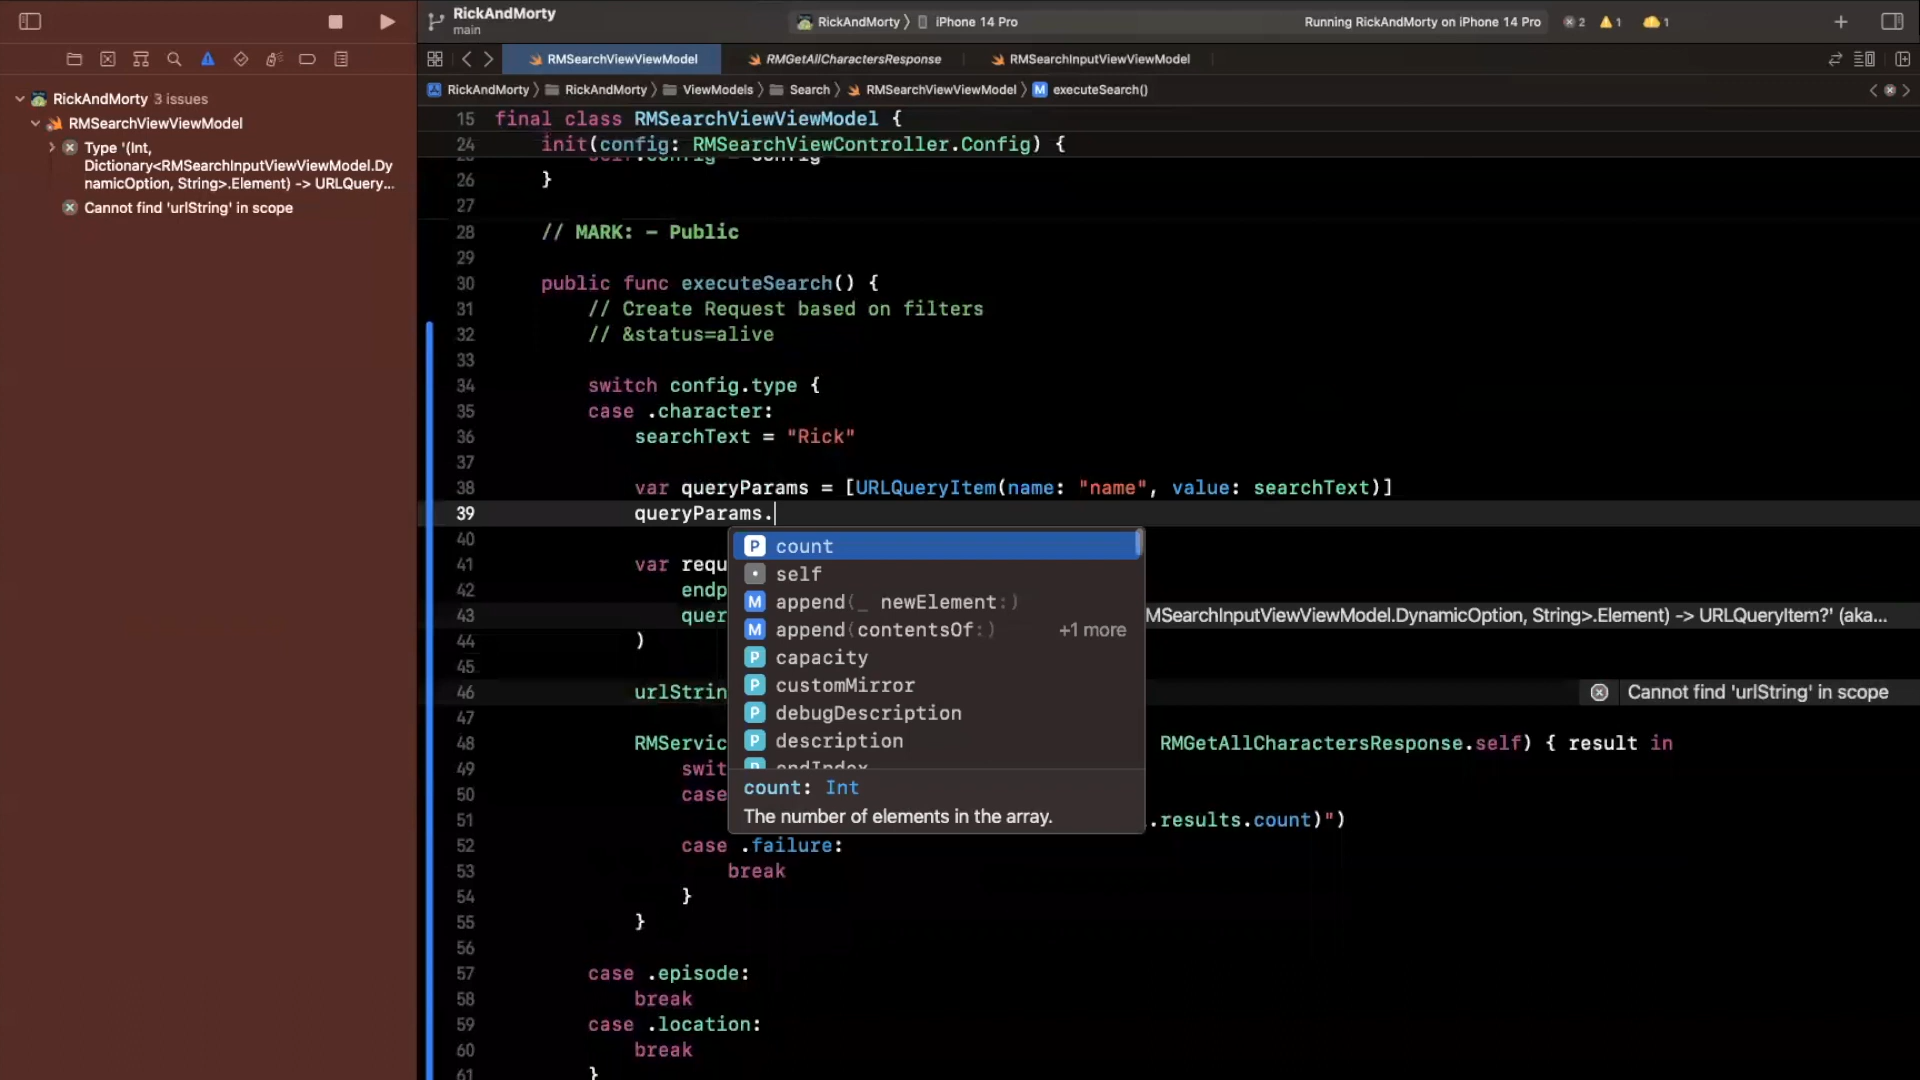 RickAndMorty
main
RickAndMorty
iPhone 14 Pro
Running RickAndMorty on iPhone 14 Pro
2
1
1
RMSearchViewViewModel
RMGetAllCharactersResponse
RMSearchInputViewViewModel
RickAndMorty
RickAndMorty
ViewModels
Search
RMSearchViewViewModel
M executeSearch()
RickAndMorty 3 issues
RMSearchViewViewModel
Type '(Int,
Dictionary<RMSearchInputViewViewModel.Dy
namicOption, String>.Element) -> URLQuery...
Cannot find 'urlString' in scope
15 final class RMSearchViewViewModel {
24 init(config: RMSearchViewController.Config) {
self.config = config
26 }
27
28 // MARK: - Public
29
30 public func executeSearch() {
31 // Create Request based on filters
32 // &status=alive
33
34 switch config.type {
35 case .character:
36 searchText = "Rick"
37
38 var queryParams = [URLQueryItem(name: "name", value: searchText)]
39 queryParams.
40
41 var requ
42 endp
43 quer
MSearchInputViewViewModel.DynamicOption, String>.Element) -> URLQueryItem?' (aka...
44 )
45
46 urlStrin
Cannot find 'urlString' in scope
47
48 RMServic
RMGetAllCharactersResponse.self) { result in
49 swit
50 case
51 .results.count)")
52 case .failure:
53 break
54 }
55 }
56
57 case .episode:
58 break
59 case .location:
60 break
61 }
P count
self
M append(_ newElement:)
M append(contentsOf:) +1 more
P capacity
P customMirror
P debugDescription
P description
P endIndex
count: Int
The number of elements in the array.